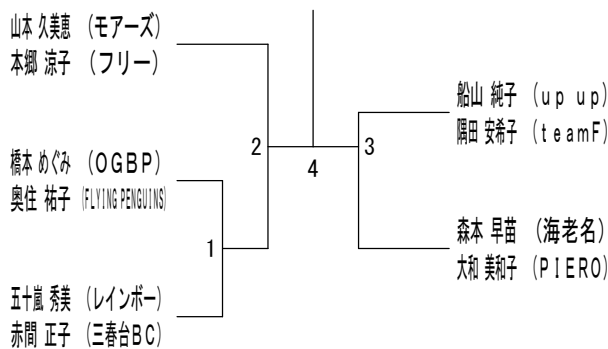 山本 久美恵 (モアーズ)
本郷 涼子 (フリー)
橋本 めぐみ (OGBP)
奥住 祐子 (FLYING PENGUINS)
五十嵐 秀美 (レインボー)
赤間 正子 (三春台BC)
1
2
4
3
船山 純子 (up up)
隅田 安希子 (teamF)
森本 早苗 (海老名)
大和 美和子 (PIERO)